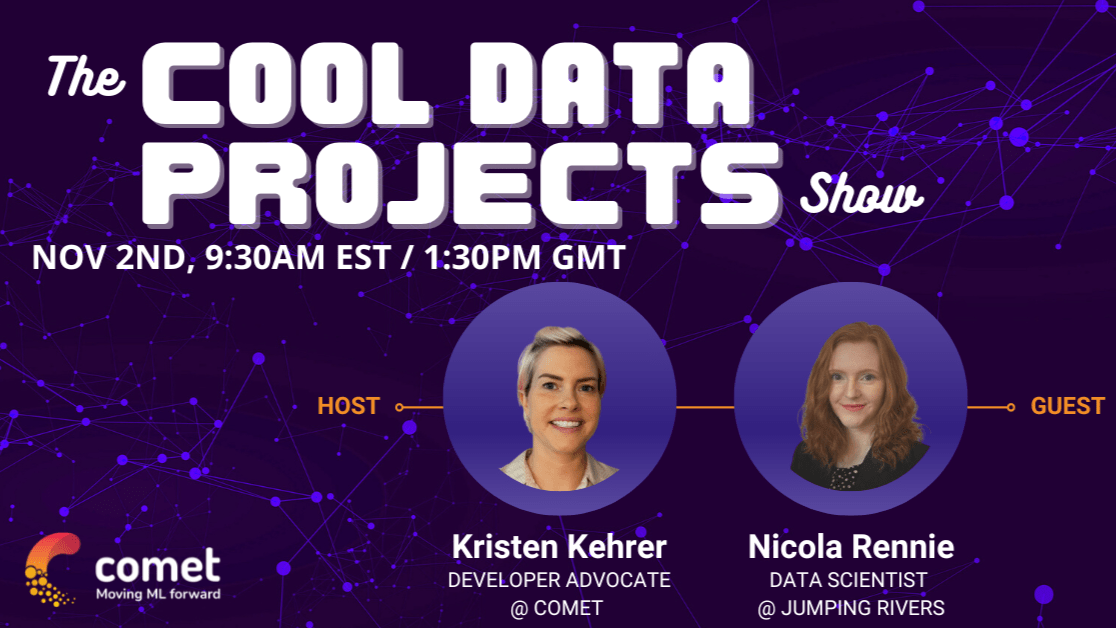 The COOL DATA
PROJECTS Show
NOV 2ND, 9:30AM EST / 1:30PM GMT
HOST
GUEST
Kristen Kehrer
DEVELOPER ADVOCATE
@ COMET
Nicola Rennie
DATA SCIENTIST
@ JUMPING RIVERS
comet
Moving ML forward